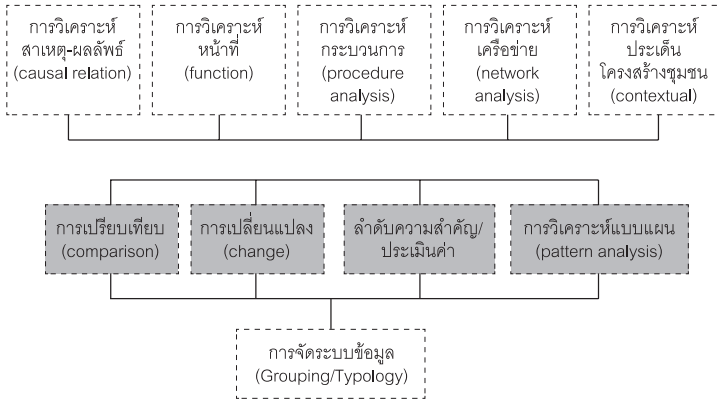 การวิเคราะห์
สาเหตุ-ผลลัพธ์
(causal relation)
การวิเคราะห์
หน้าที่
(function)
การวิเคราะห์
กระบวนการ
(procedure
analysis)
การวิเคราะห์
เครือข่าย
(network
analysis)
การวิเคราะห์
ประเด็น
โครงสร้างชุมชน
(contextual)
การเปรียบเทียบ
(comparison)
การเปลี่ยนแปลง
(change)
ลำดับความสำคัญ/
ประเมินค่า
การวิเคราะห์แบบแผน
(pattern analysis)
การจัดระบบข้อมูล
(Grouping/Typology)